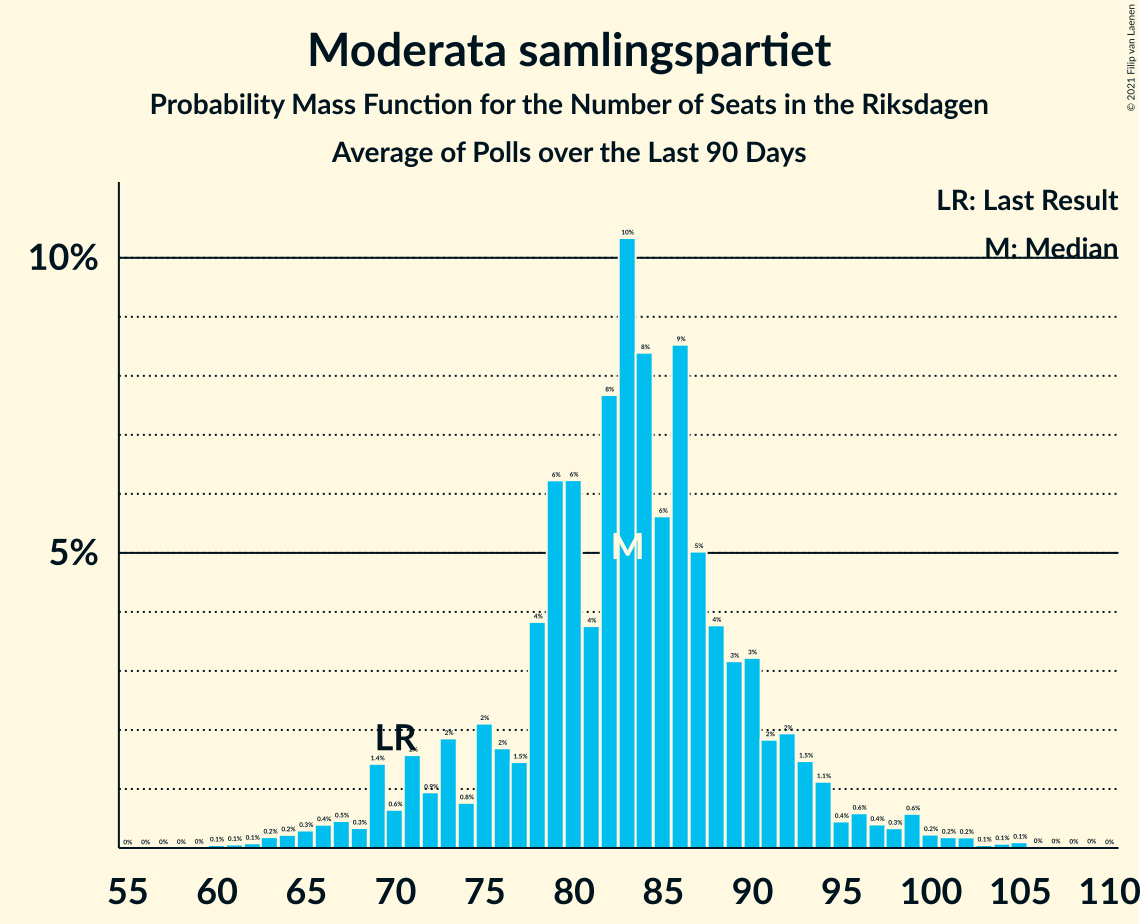 Moderata samlingspartiet
Probability Mass Function for the Number of Seats in the Riksdagen
Average of Polls over the Last 90 Days
© 2021 Filip van Laenen
LR: Last Result
M: Median
10%
5%
0% 0% 0% 0% 0% 0.1% 0.1% 0.1% 0.2% 0.2% 0.3% 0.4% 0.5% 0.3% 1.4% 0.6% 2% 0.9% 2% 0.8% 2% 2% 1.5% 4% 6% 6% 4% 8% 10% 8% 6% 9% 5% 4% 3% 3% 2% 2% 1.5% 1.1% 0.4% 0.6% 0.4% 0.3% 0.6% 0.2% 0.2% 0.2% 0.1% 0.1% 0.1% 0% 0% 0% 0% 0%
LR
M
55 60 65 70 75 80 85 90 95 100 105 110